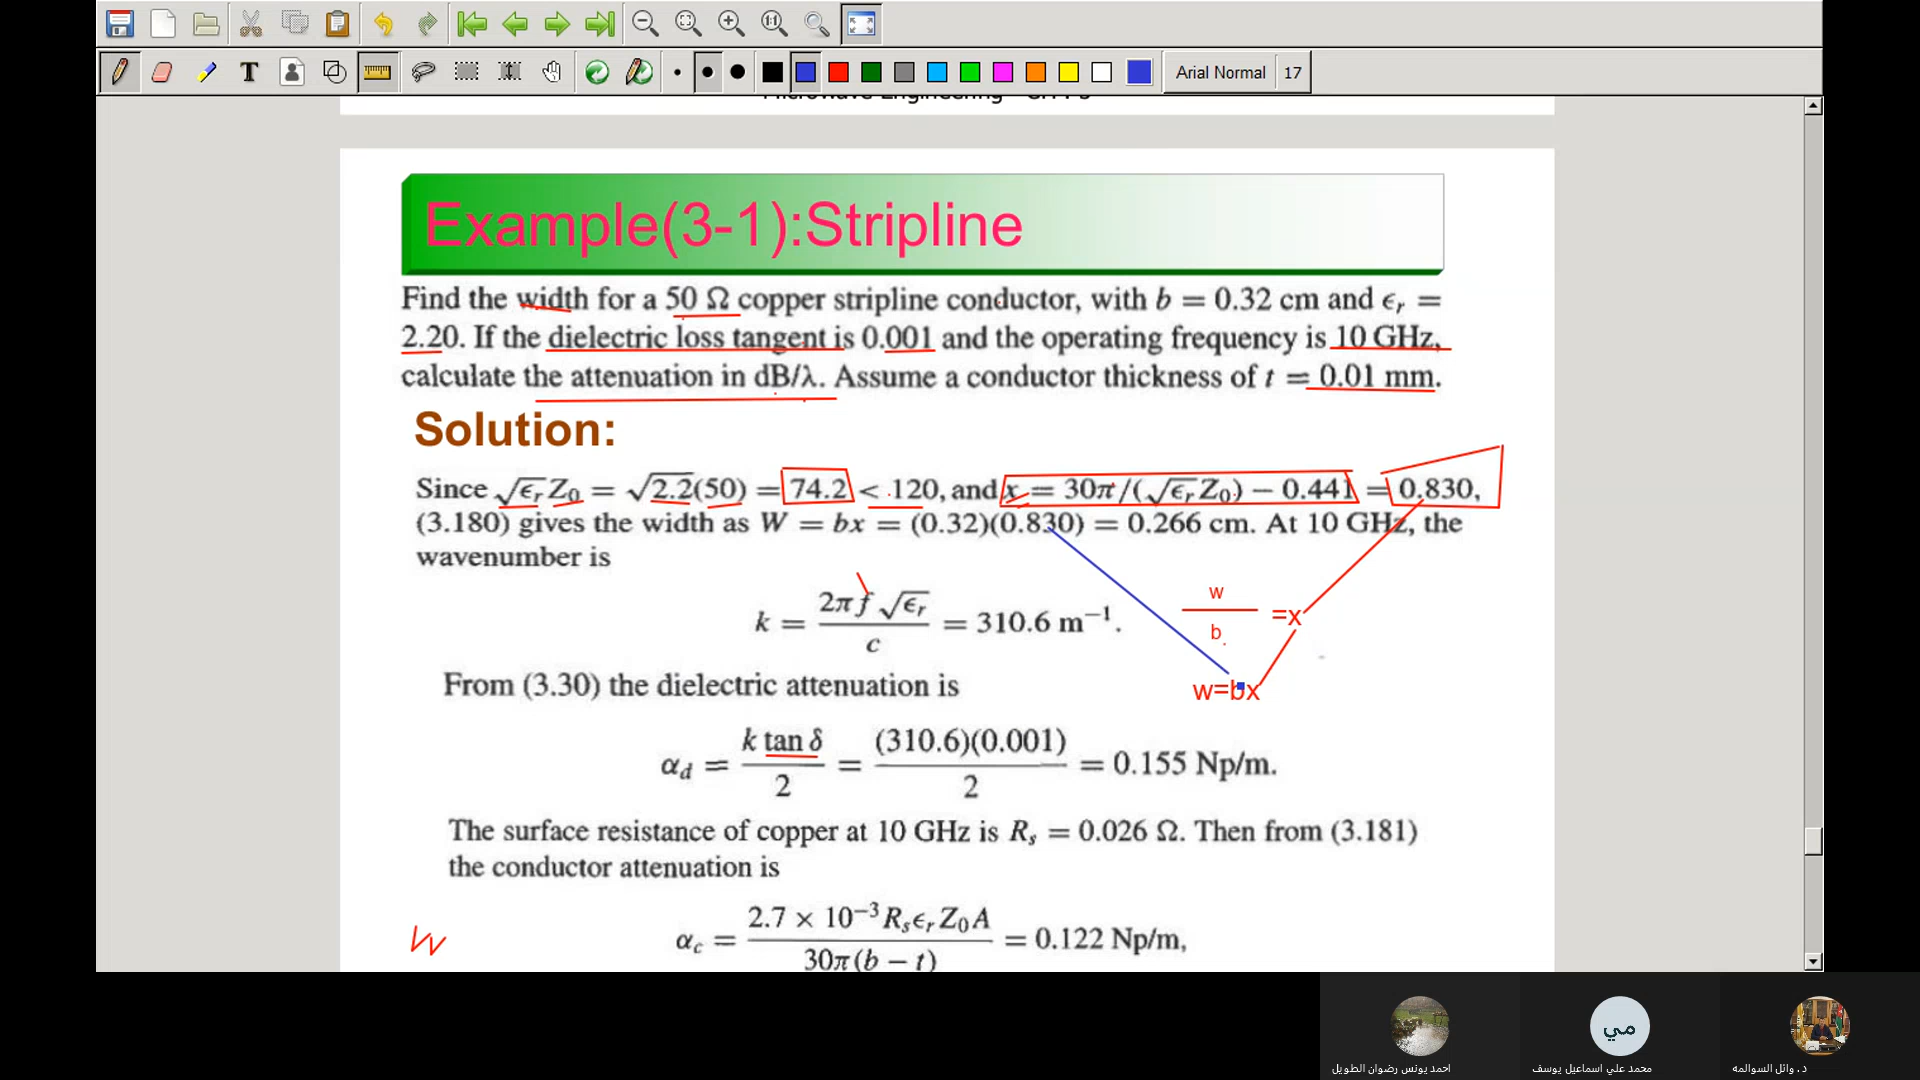 Arial Normal 17
Example(3-1):Stripline
Find the width for a 50 Ω copper stripline conductor, with b = 0.32 cm and ϵr =
2.20. If the dielectric loss tangent is 0.001 and the operating frequency is 10 GHz,
calculate the attenuation in dB/λ. Assume a conductor thickness of t = 0.01 mm.
Solution:
Since √ϵr Z0 = √2.2(50) = 74.2 < 120, and x = 30π/(√ϵr Z0) − 0.441 = 0.830,
(3.180) gives the width as W = bx = (0.32)(0.830) = 0.266 cm. At 10 GHz, the
wavenumber is
k = 2πf√ϵr / c = 310.6 m⁻¹.
w / b = x
From (3.30) the dielectric attenuation is
w=bx
αd = k tan δ / 2 = (310.6)(0.001) / 2 = 0.155 Np/m.
The surface resistance of copper at 10 GHz is Rs = 0.026 Ω. Then from (3.181)
the conductor attenuation is
αc = 2.7 × 10⁻³ Rs ϵr Z0 A / 30π(b − t) = 0.122 Np/m,
W
مي
احمد يونس رضوان الطويل
محمد علي اسماعيل يوسف
د. وائل السوالمه